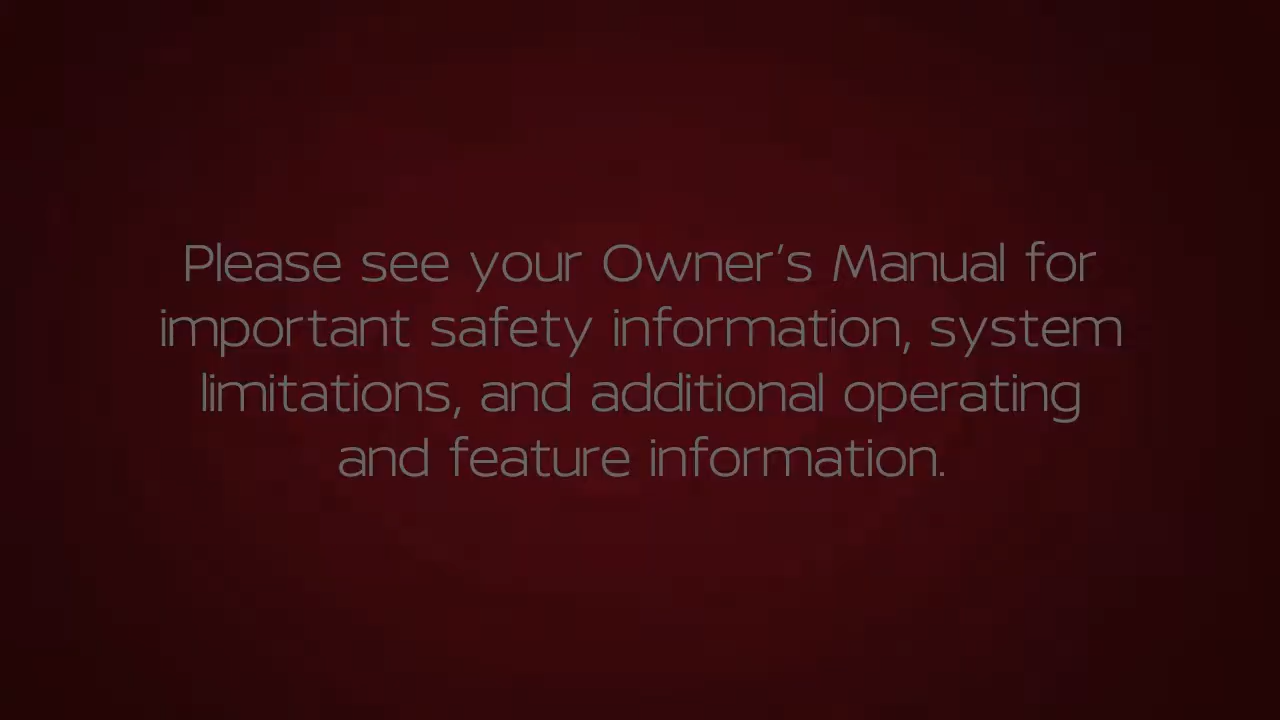 Please see your Owner’s Manual for
important safety information, system
limitations, and additional operating
and feature information.